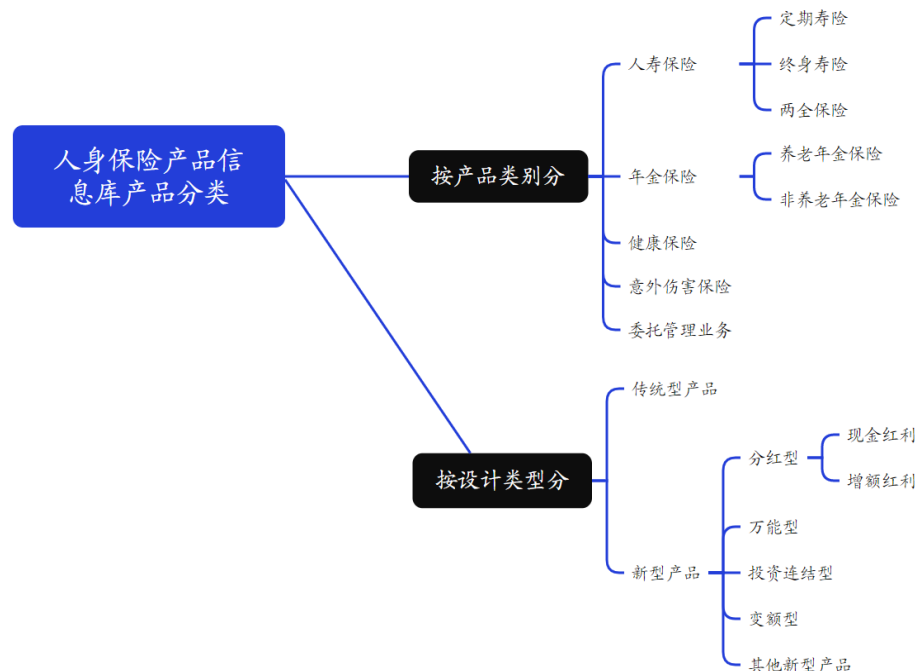 人身保险产品信
息库产品分类
按产品类别分
人寿保险
定期寿险
终身寿险
两全保险
年金保险
养老年金保险
非养老年金保险
健康保险
意外伤害保险
委托管理业务
按设计类型分
传统型产品
新型产品
分红型
现金红利
增额红利
万能型
投资连结型
变额型
其他新型产品